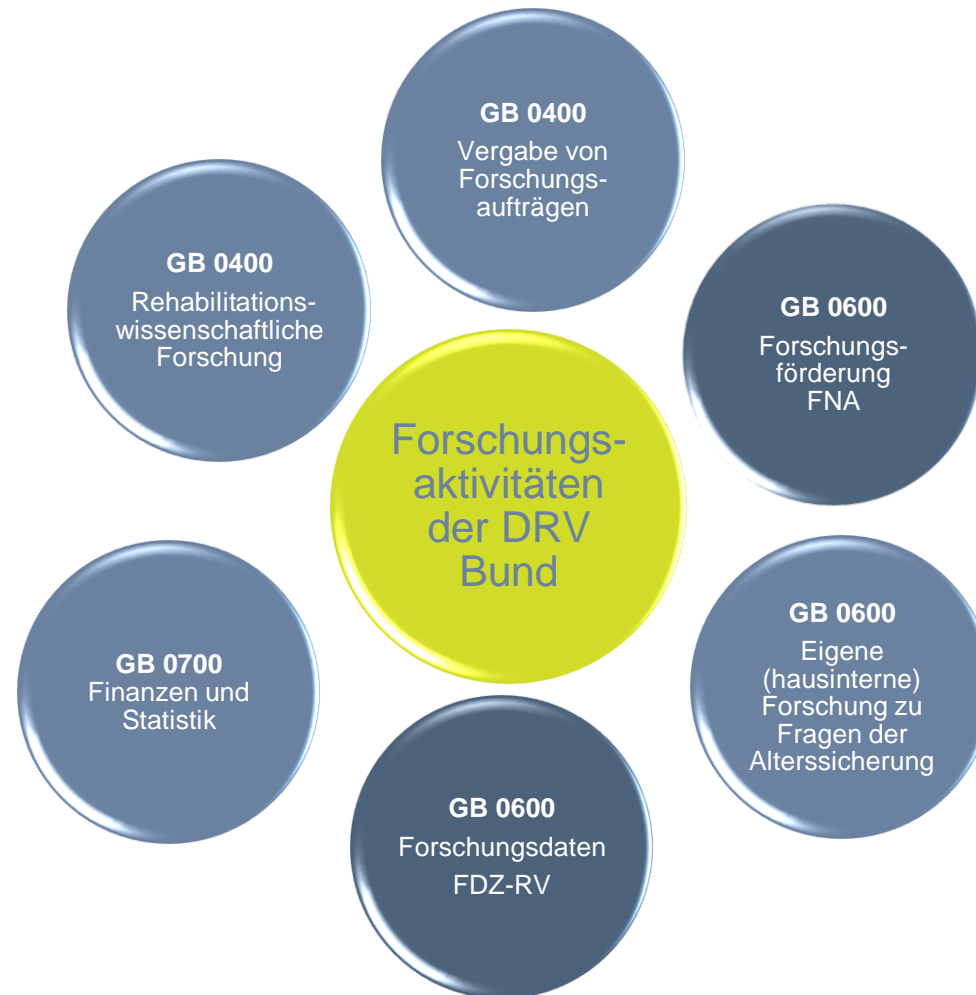 GB 0400
Vergabe von
Forschungs-
aufträgen
GB 0400
Rehabilitations-
wissenschaftliche
Forschung
GB 0600
Forschungs-
förderung
FNA
Forschungs-
aktivitäten
der DRV
Bund
GB 0700
Finanzen und
Statistik
GB 0600
Eigene
(hausinterne)
Forschung zu
Fragen der
Alterssicherung
GB 0600
Forschungsdaten
FDZ-RV